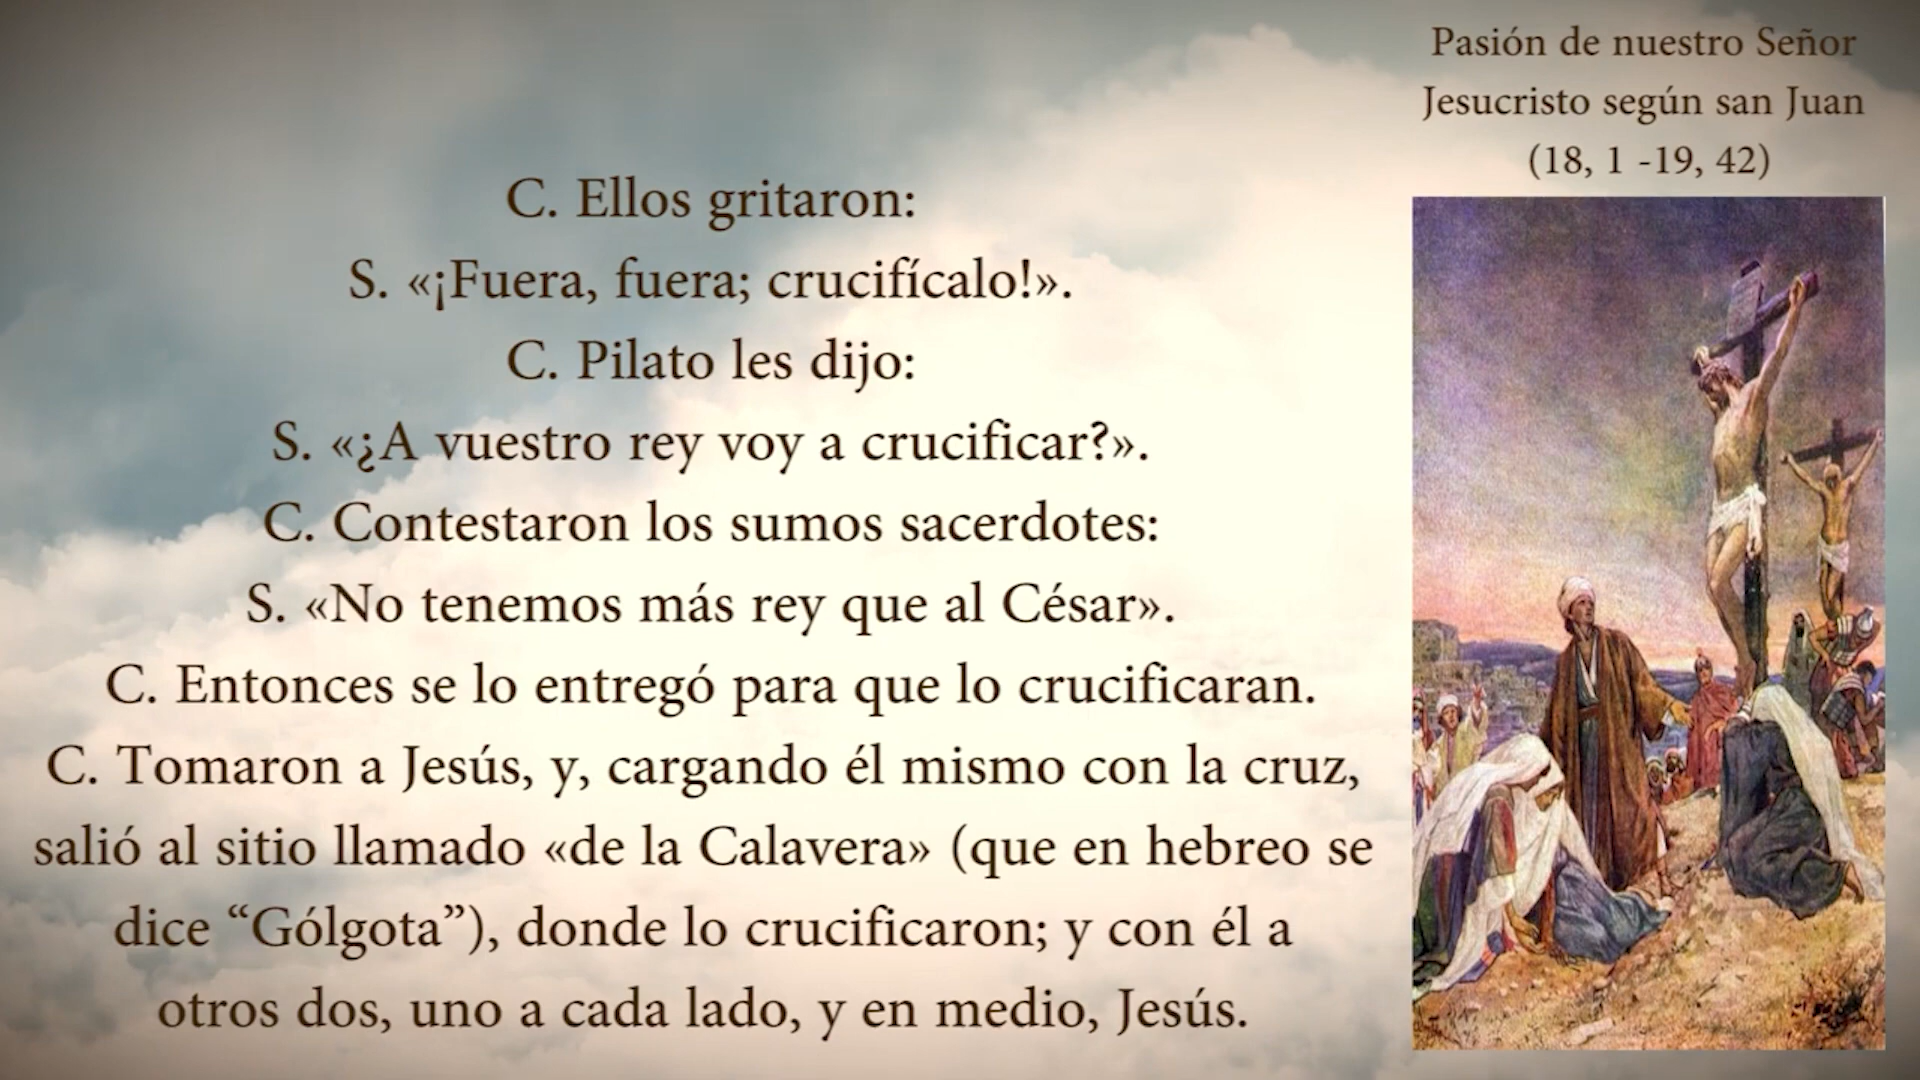 Pasión de nuestro Señor
Jesucristo según san Juan
(18, 1 -19, 42)
C. Ellos gritaron:
S. «¡Fuera, fuera; crucifícalo!».
C. Pilato les dijo:
S. «¿A vuestro rey voy a crucificar?».
C. Contestaron los sumos sacerdotes:
S. «No tenemos más rey que al César».
C. Entonces se lo entregó para que lo crucificaran.
C. Tomaron a Jesús, y, cargando él mismo con la cruz,
salió al sitio llamado «de la Calavera» (que en hebreo se
dice “Gólgota”), donde lo crucificaron; y con él a
otros dos, uno a cada lado, y en medio, Jesús.